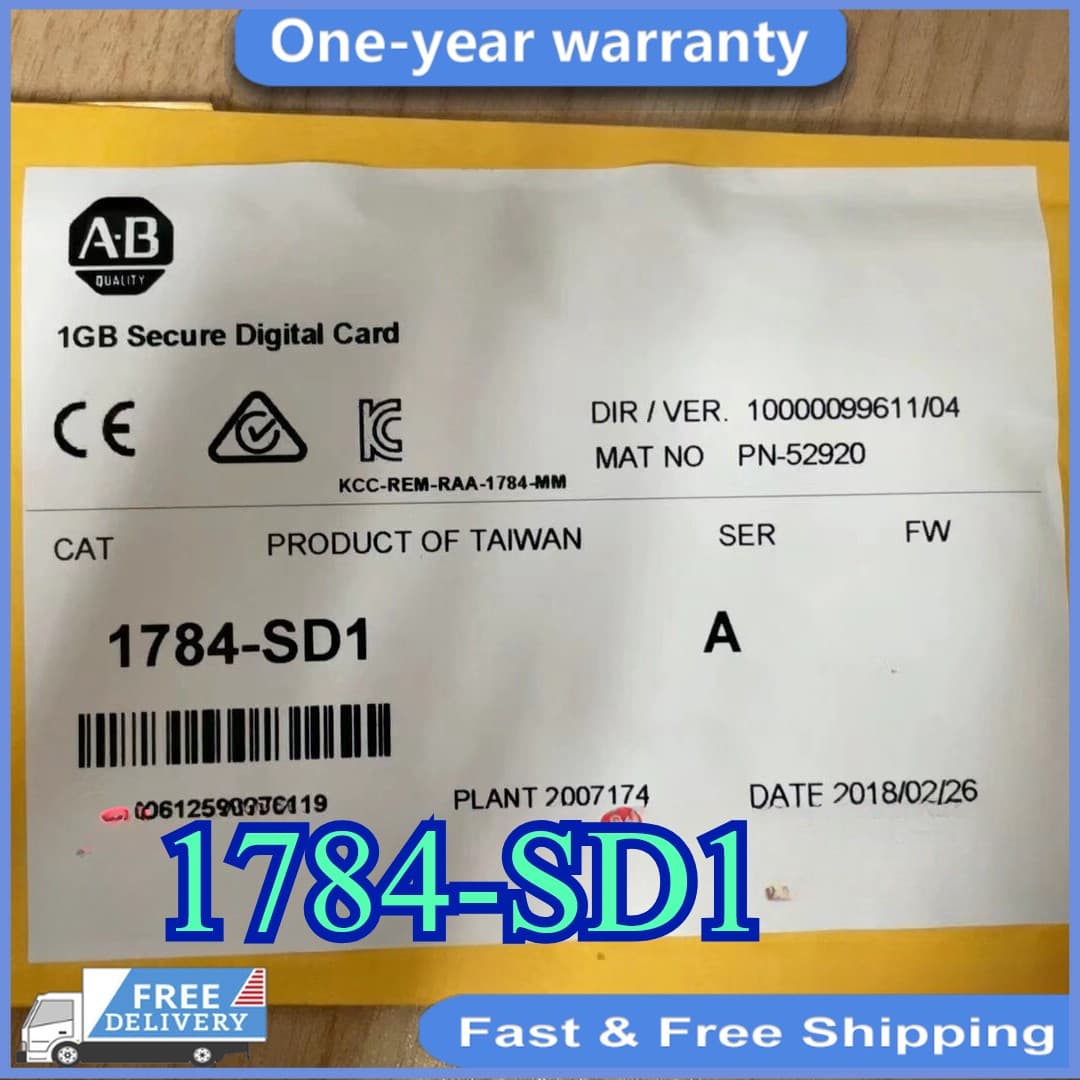 One-year warranty
A·B
QUALITY
1GB Secure Digital Card
CE
KC
KCC-REM-RAA-1784-MM
DIR / VER. 10000099611/04
MAT NO PN-52920
CAT PRODUCT OF TAIWAN SER FW
1784-SD1 A
PLANT 2007174 DATE 2018/02/26
1784-SD1
FREE
DELIVERY
Fast & Free Shipping